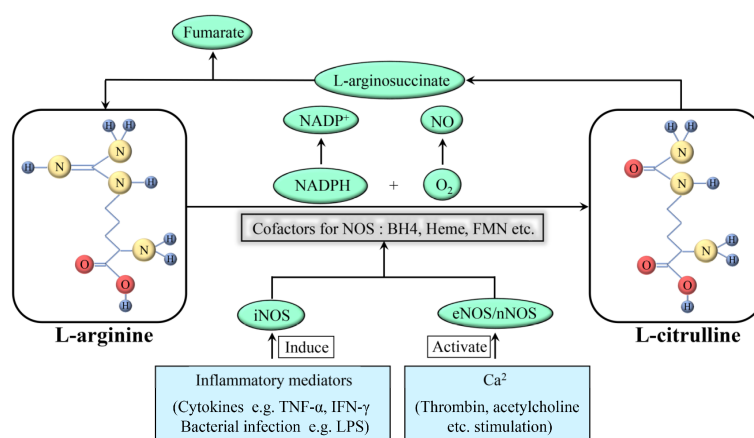 Fumarate
L-arginosuccinate
NADP+
NO
H
H
N
H
N
N
H
NADPH
+
O2
H
H
O
N
N
H
Cofactors for NOS : BH4, Heme, FMN etc.
O
N
H
H
O
H
O
N
H
H
O
H
L-arginine
iNOS
eNOS/nNOS
L-citrulline
Induce
Activate
Inflammatory mediators
(Cytokines e.g. TNF-α, IFN-γ
Bacterial infection e.g. LPS)
Ca2
(Thrombin, acetylcholine
etc. stimulation)